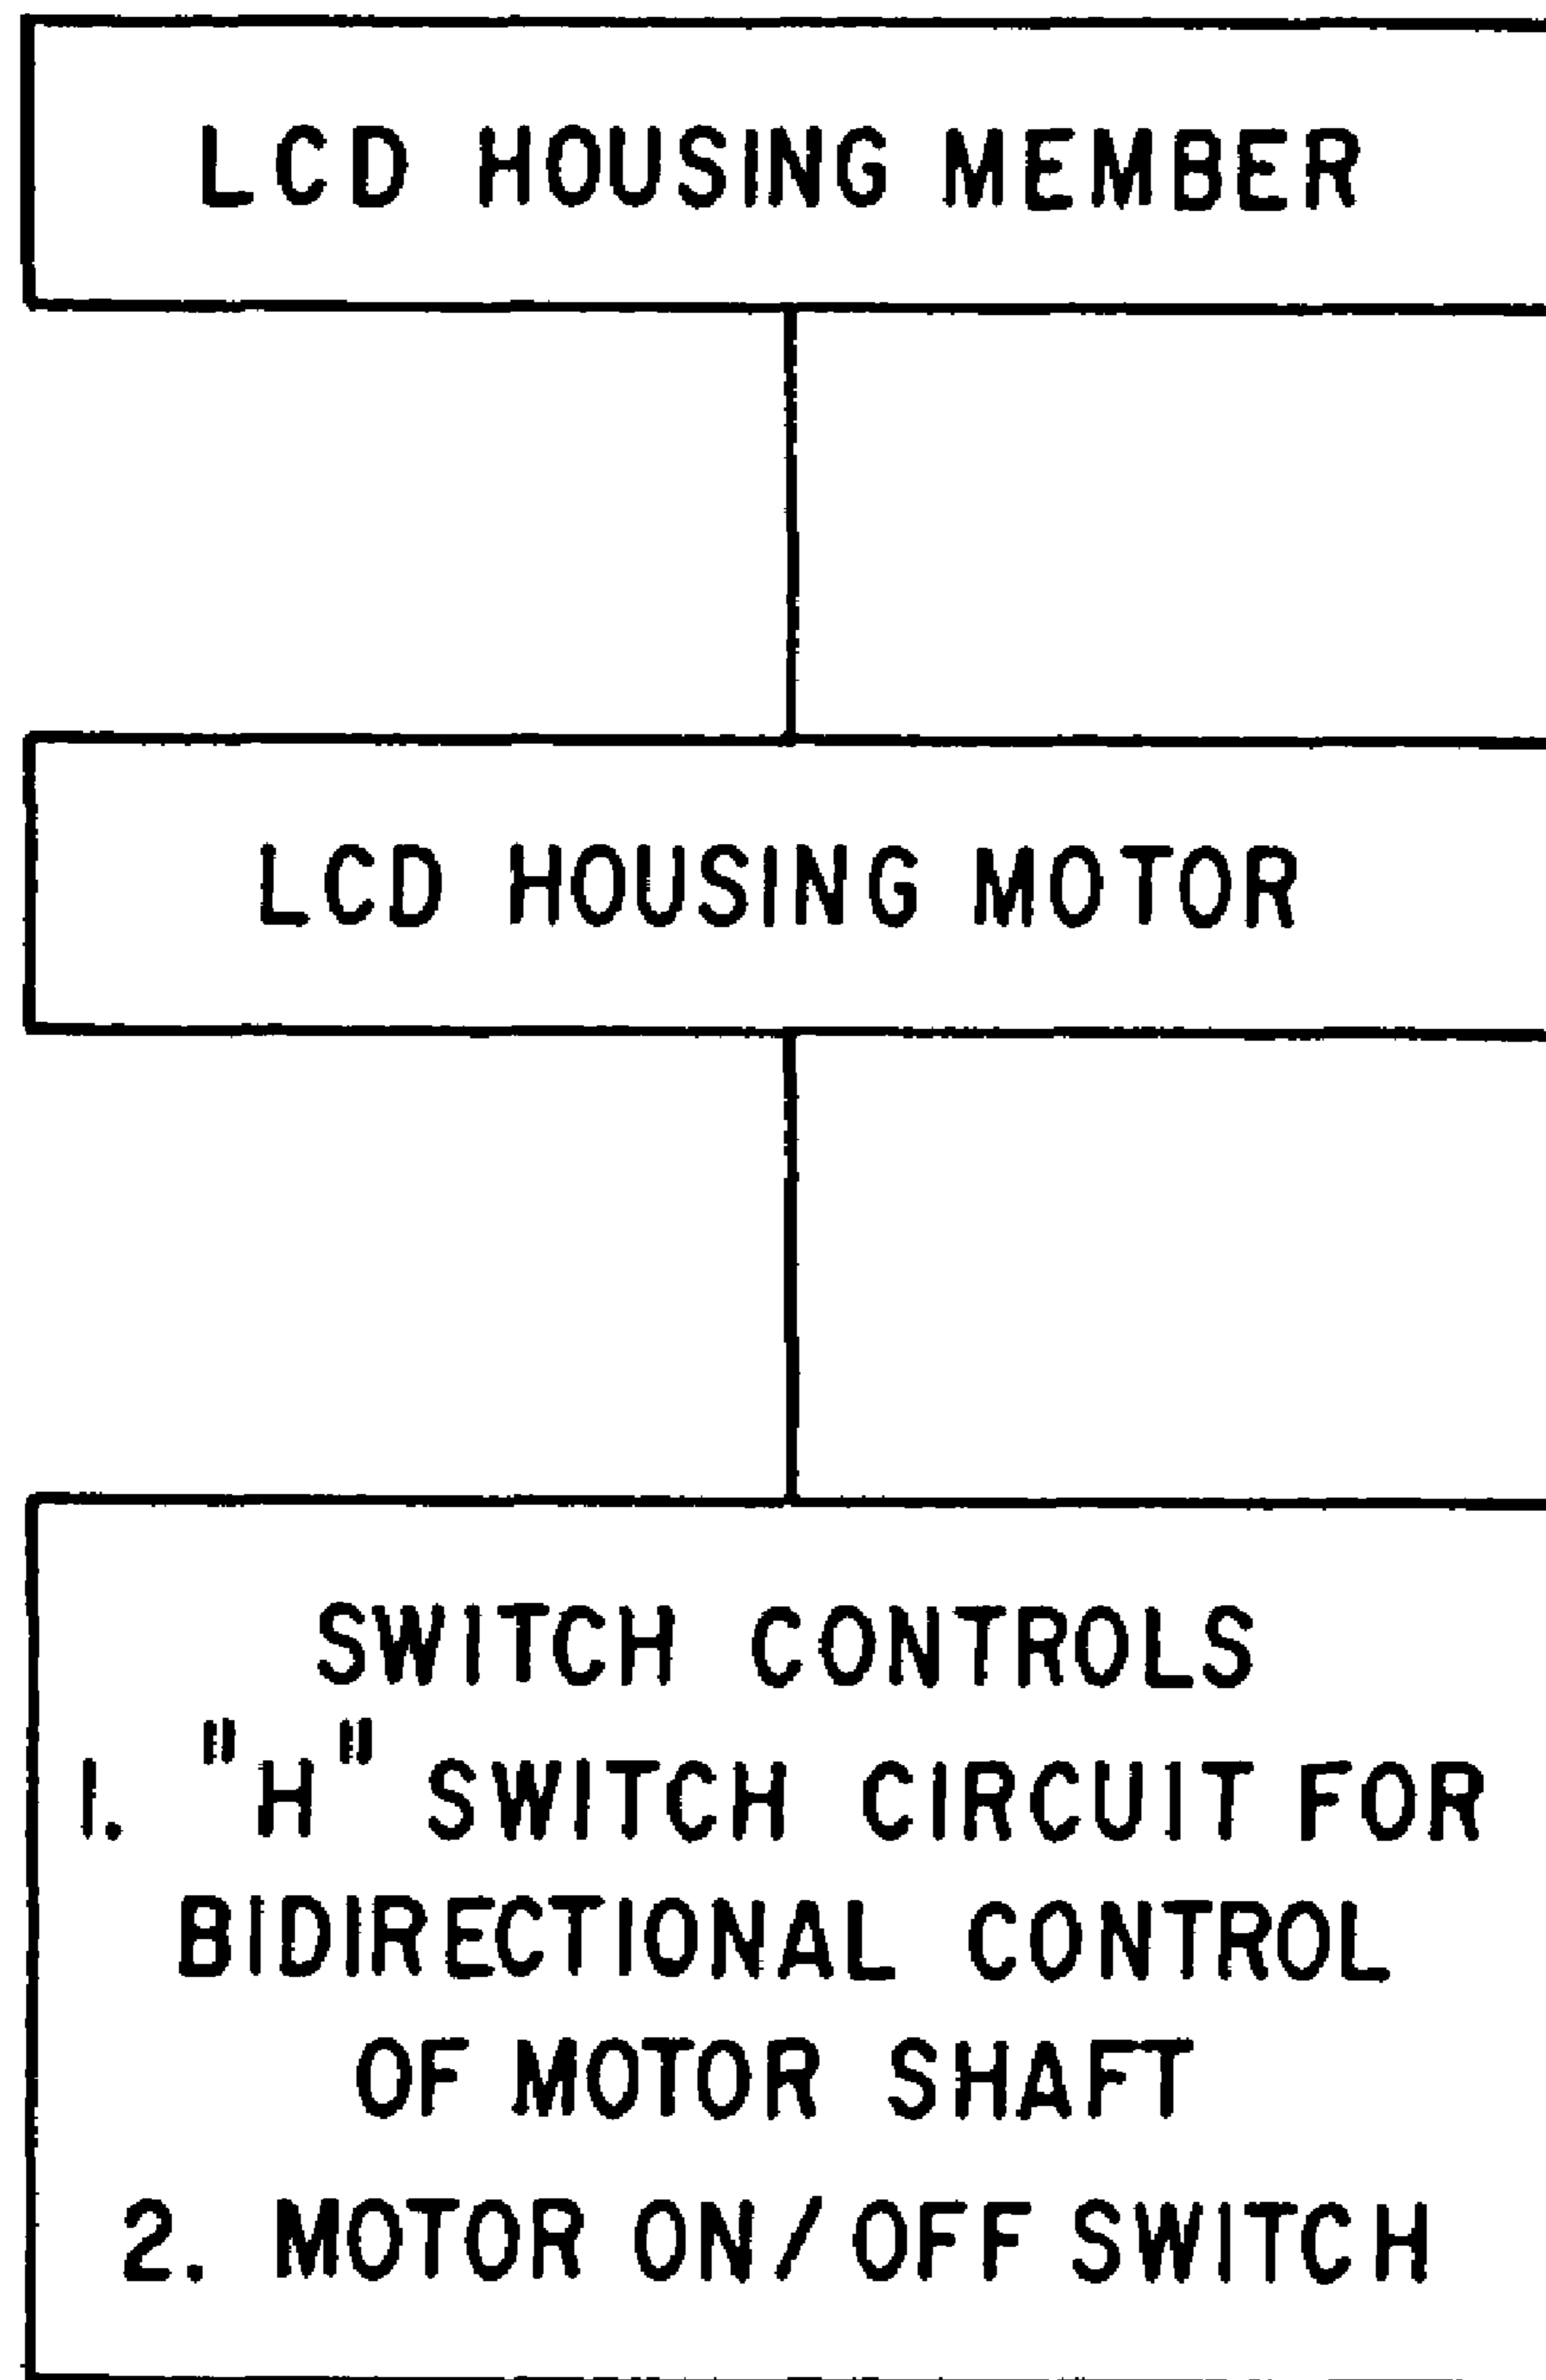 LCD HOUSING MEMBER
LCD HOUSING MOTOR
SWITCH CONTROLS
1. "H" SWITCH CIRCUIT FOR
BIDIRECTIONAL CONTROL
OF MOTOR SHAFT
2. MOTOR ON/OFF SWITCH